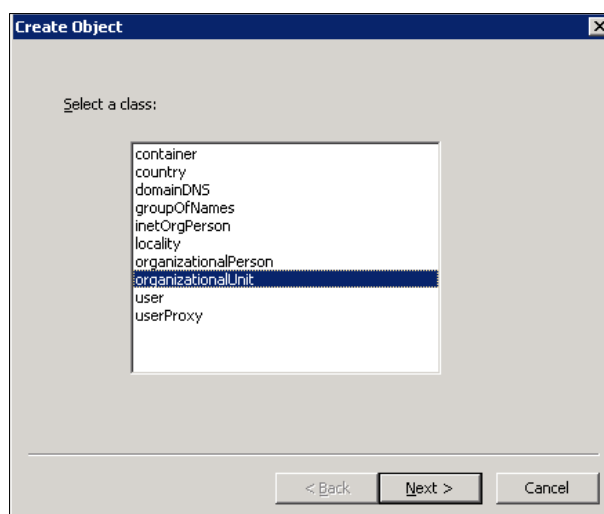 Create Object
Select a class:
container
country
domainDNS
groupOfNames
inetOrgPerson
locality
organizationalPerson
organizationalUnit
user
userProxy
< Back
Next >
Cancel